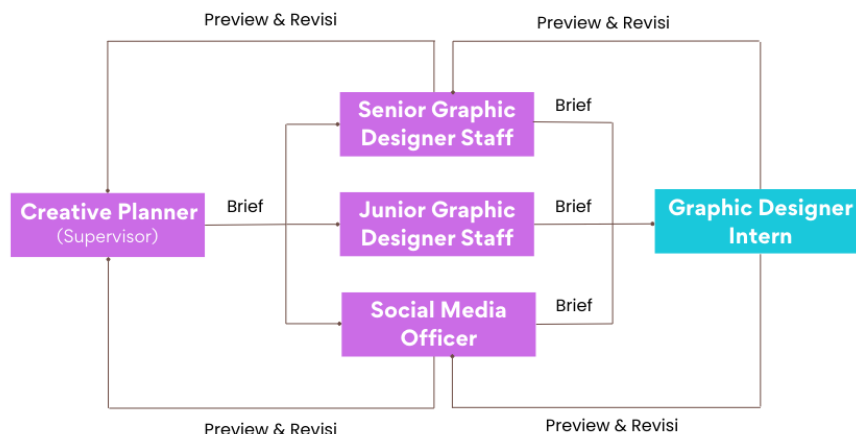 Preview & Revisi
Preview & Revisi
Senior Graphic
Designer Staff
Brief
Creative Planner
(Supervisor)
Brief
Junior Graphic
Designer Staff
Brief
Graphic Designer
Intern
Social Media
Officer
Brief
Preview & Revisi
Preview & Revisi